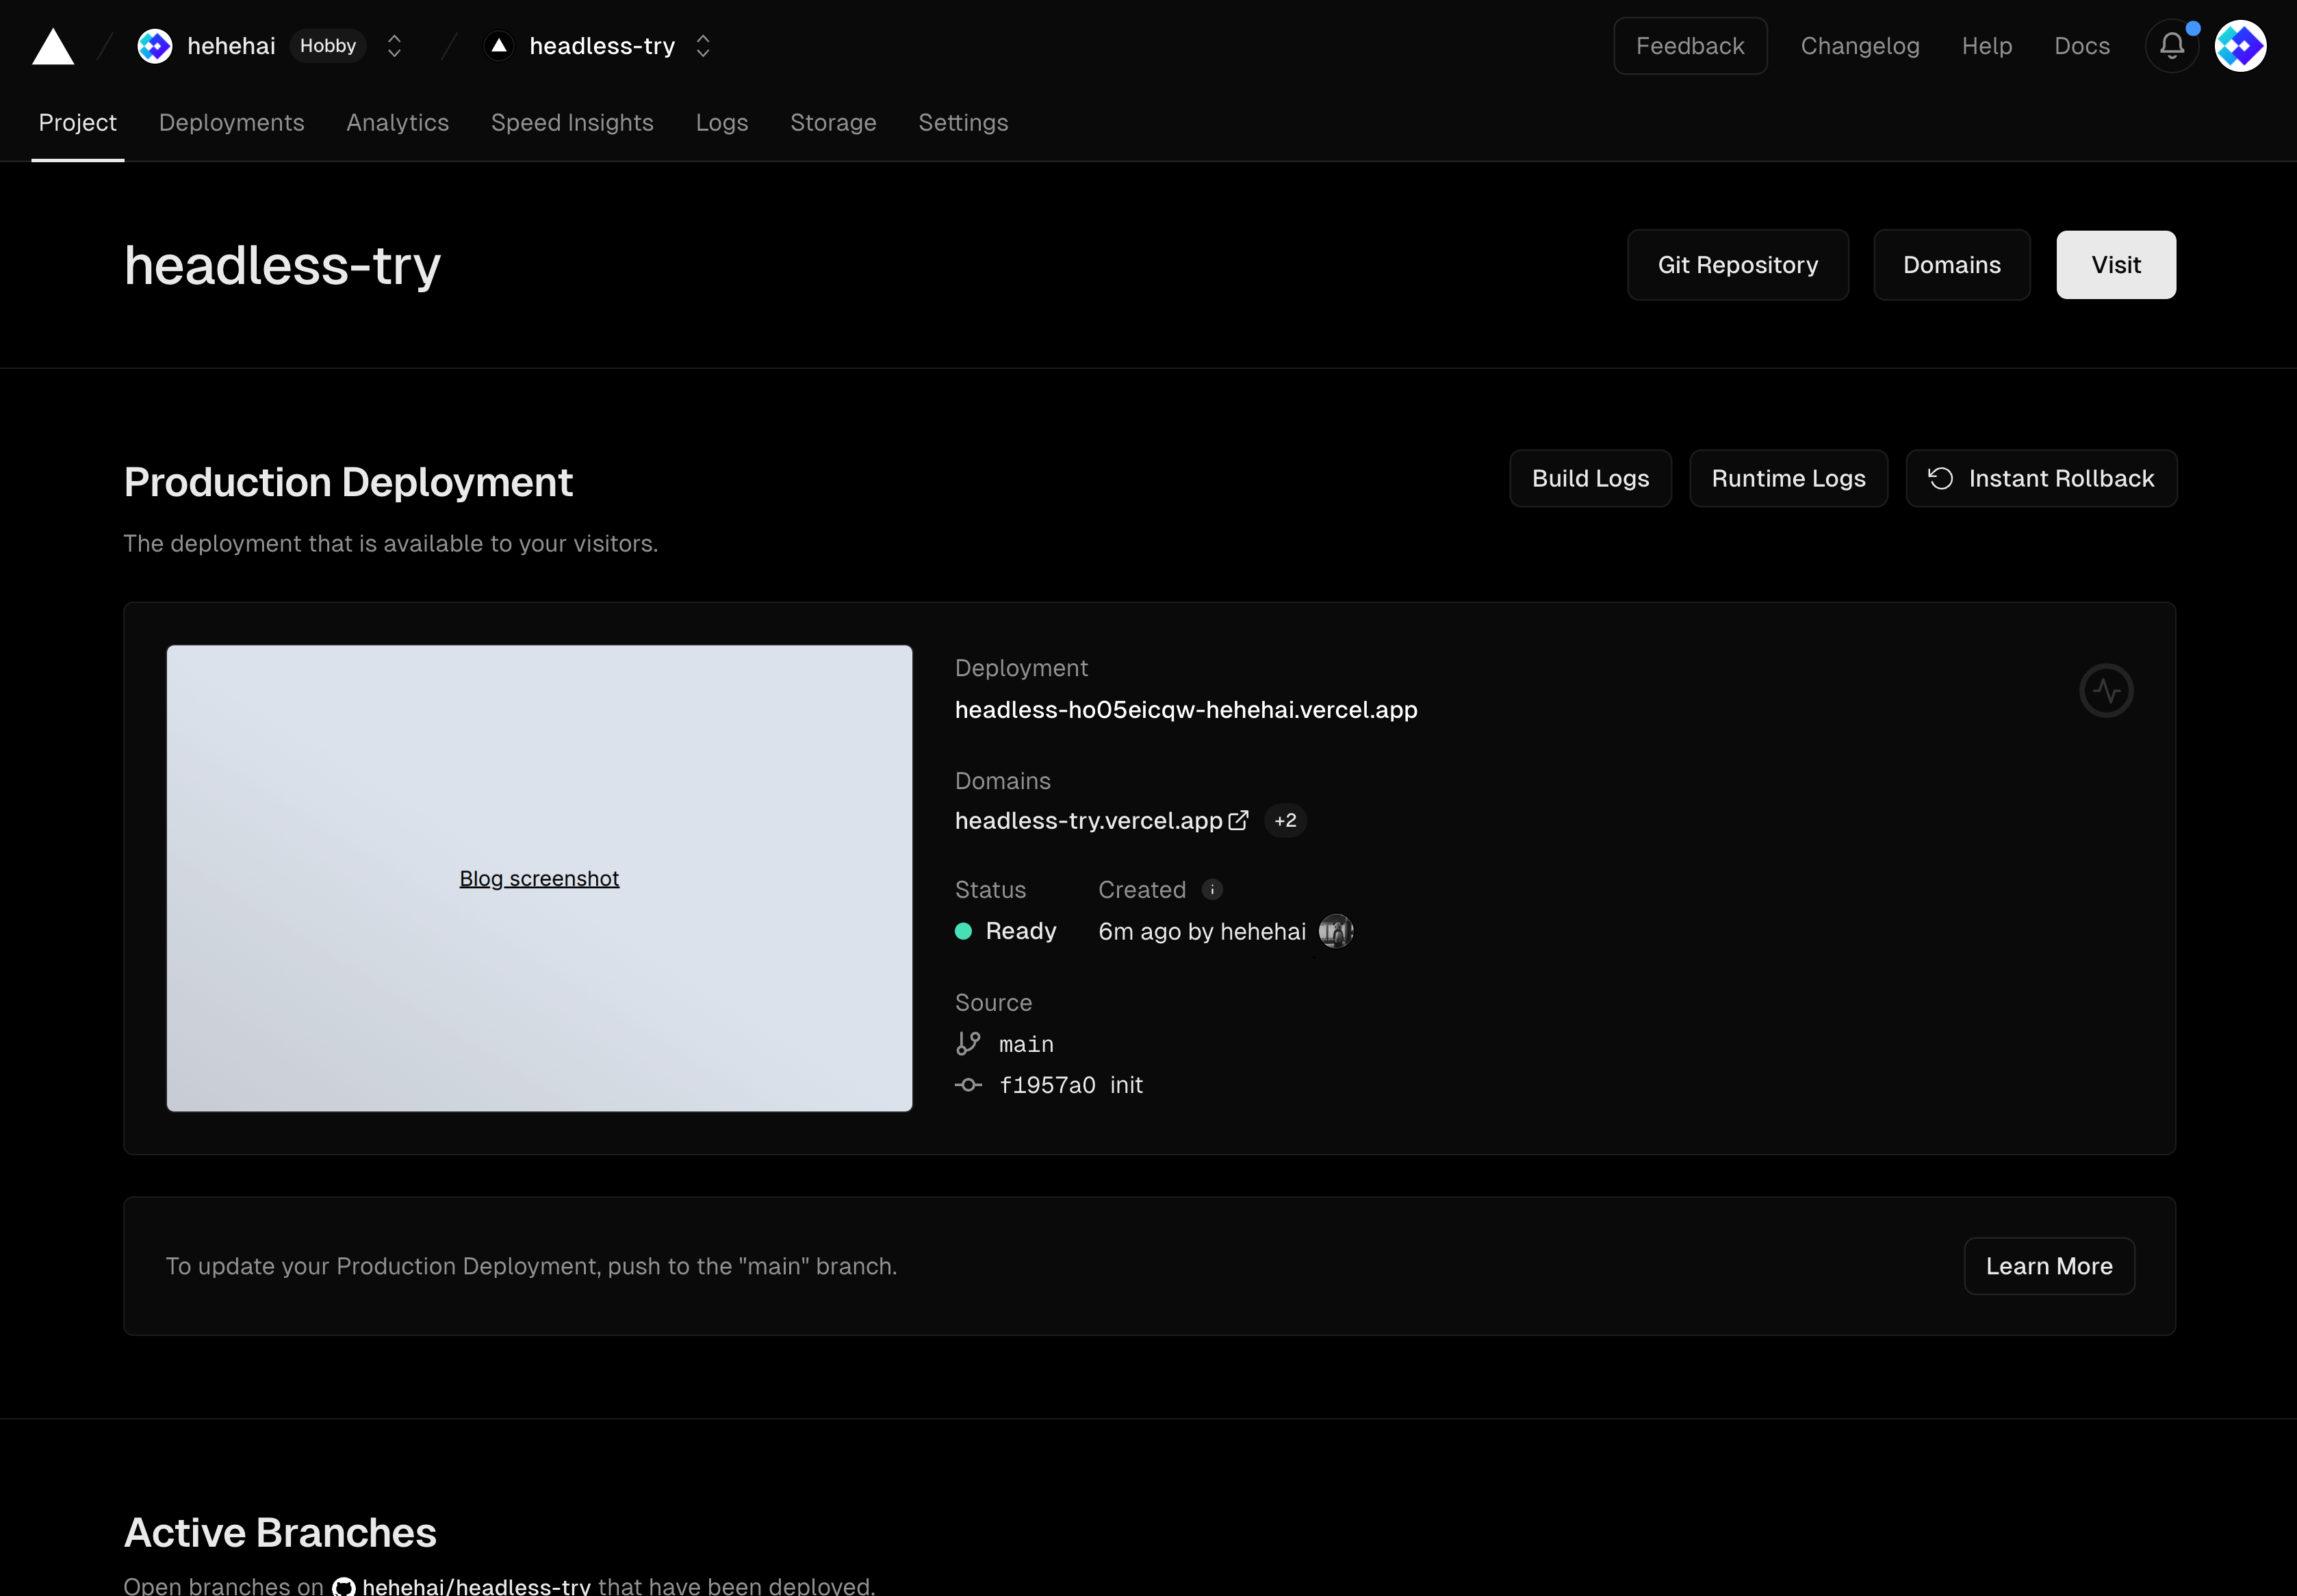 hehehai Hobby headless-try Feedback Changelog Help Docs
Project Deployments Analytics Speed Insights Logs Storage Settings
headless-try Git Repository Domains Visit
Production Deployment Build Logs Runtime Logs Instant Rollback
The deployment that is available to your visitors.
Blog screenshot
Deployment
headless-ho05eicqw-hehehai.vercel.app
Domains
headless-try.vercel.app +2
Status Created
Ready 6m ago by hehehai
Source
main
f1957a0 init
To update your Production Deployment, push to the "main" branch. Learn More
Active Branches
Open branches on hehehai/headless-try that have been deployed.